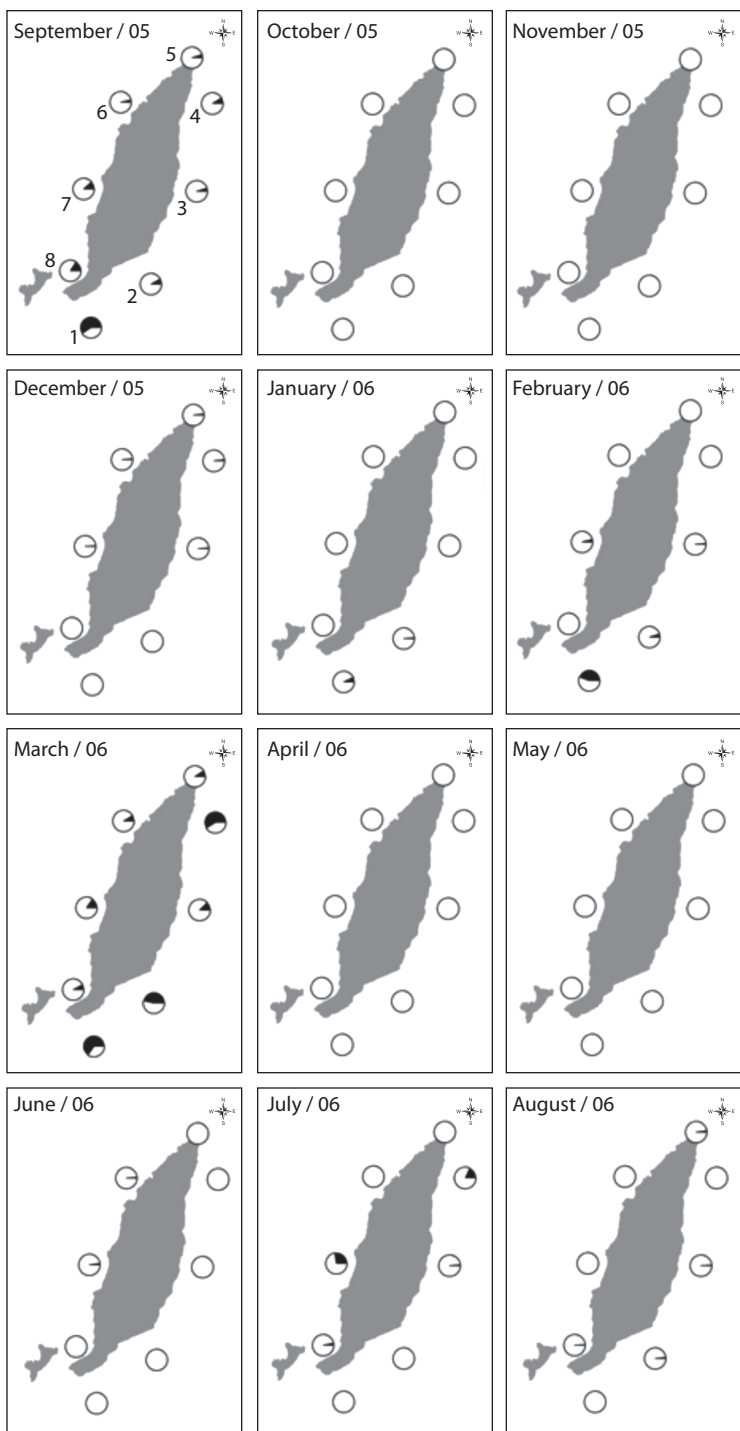 September / 05
October / 05
November / 05
5
6
4
7
3
8
2
1
December / 05
January / 06
February / 06
March / 06
April / 06
May / 06
June / 06
July / 06
August / 06